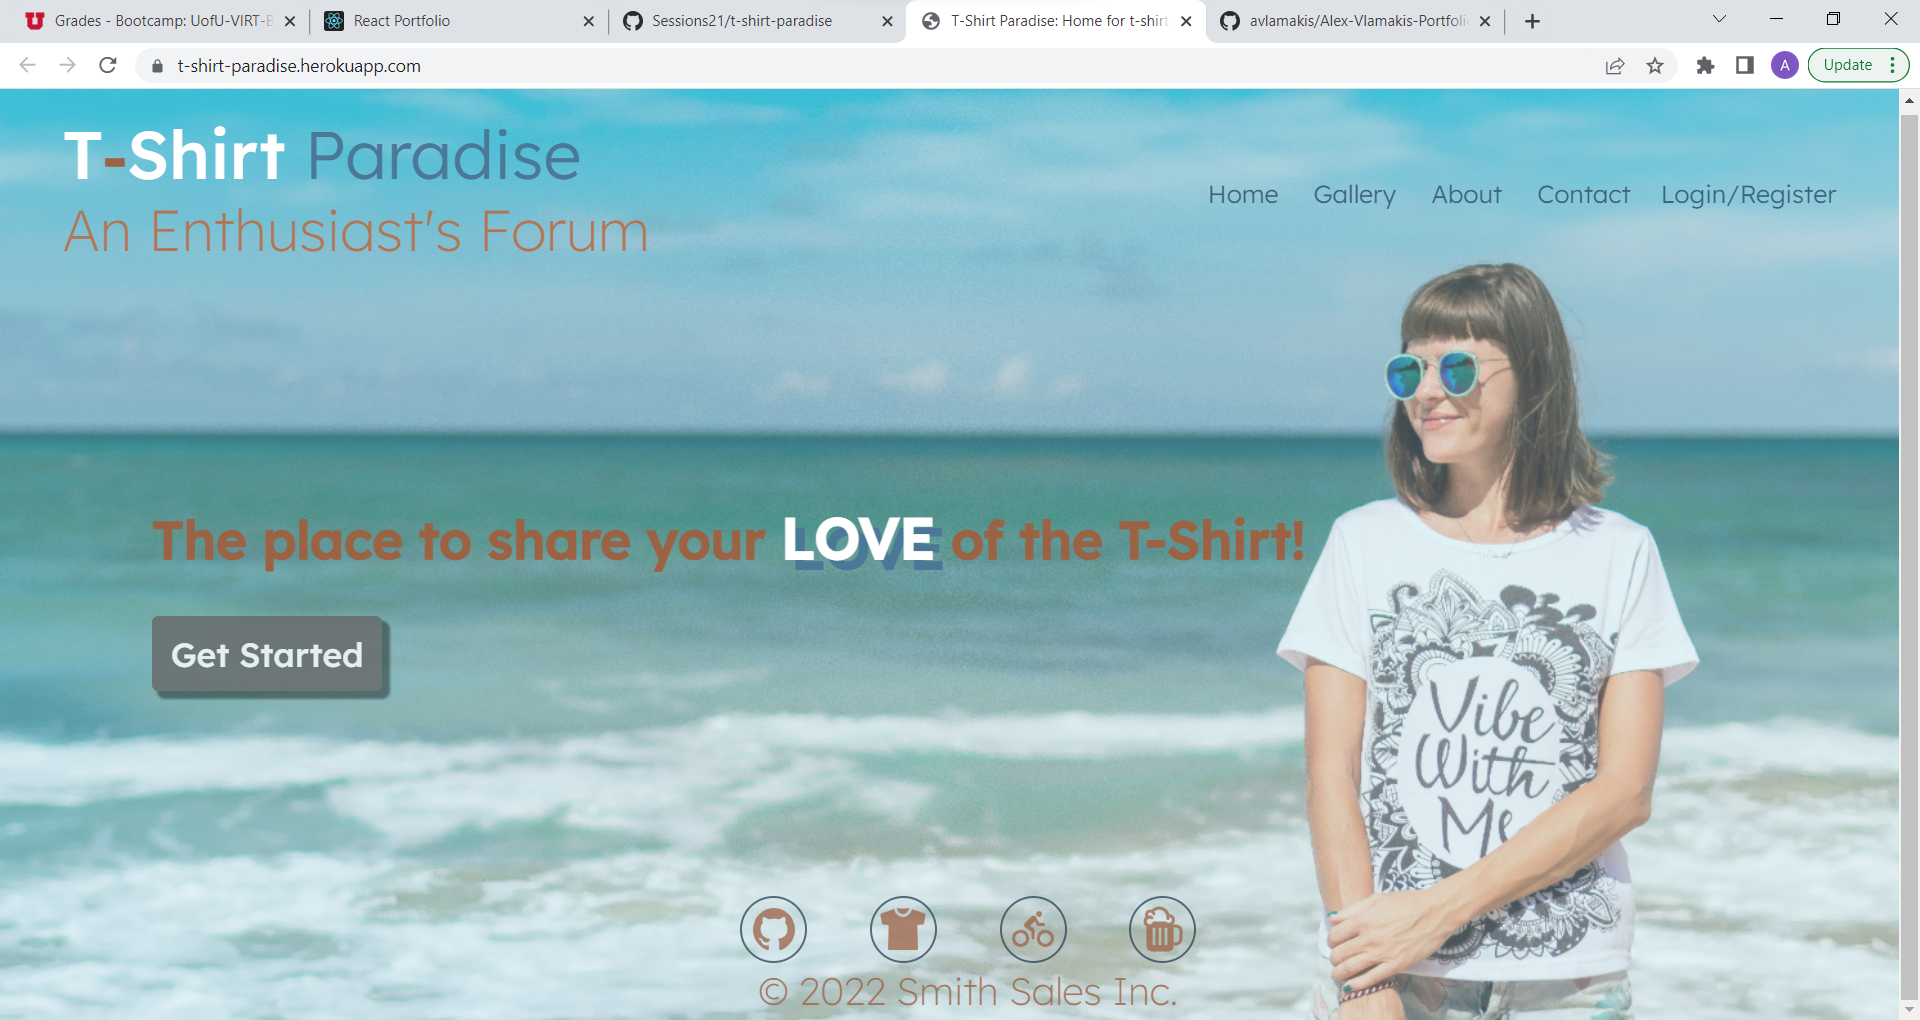 Grades - Bootcamp: UofU-VIRT-B
React Portfolio
Sessions21/t-shirt-paradise
T-Shirt Paradise: Home for t-shirt
avlamakis/Alex-Vlamakis-Portfolio
t-shirt-paradise.herokuapp.com
A
Update
T-Shirt Paradise
An Enthusiast's Forum
Home Gallery About Contact Login/Register
The place to share your LOVE of the T-Shirt!
Get Started
Vibe
With
Me
© 2022 Smith Sales Inc.